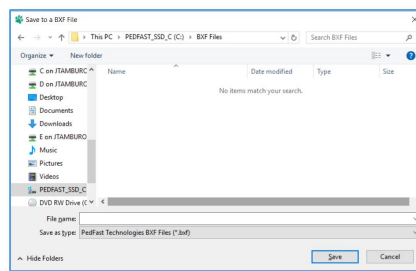 Save to a BXF File
This PC > PEDFAST_SSD_C (C:) > BXF Files
Search BXF Files
Organize
New folder
Name
Date modified
Type
Size
No items match your search.
C on JTAMBURC
D on JTAMBURC
Desktop
Documents
Downloads
E on JTAMBURO
Music
Pictures
Videos
PEDFAST_SSD_C
DVD RW Drive (
File name:
Save as type: PedFast Technologies BXF Files (*.bxf)
Hide Folders
Save
Cancel